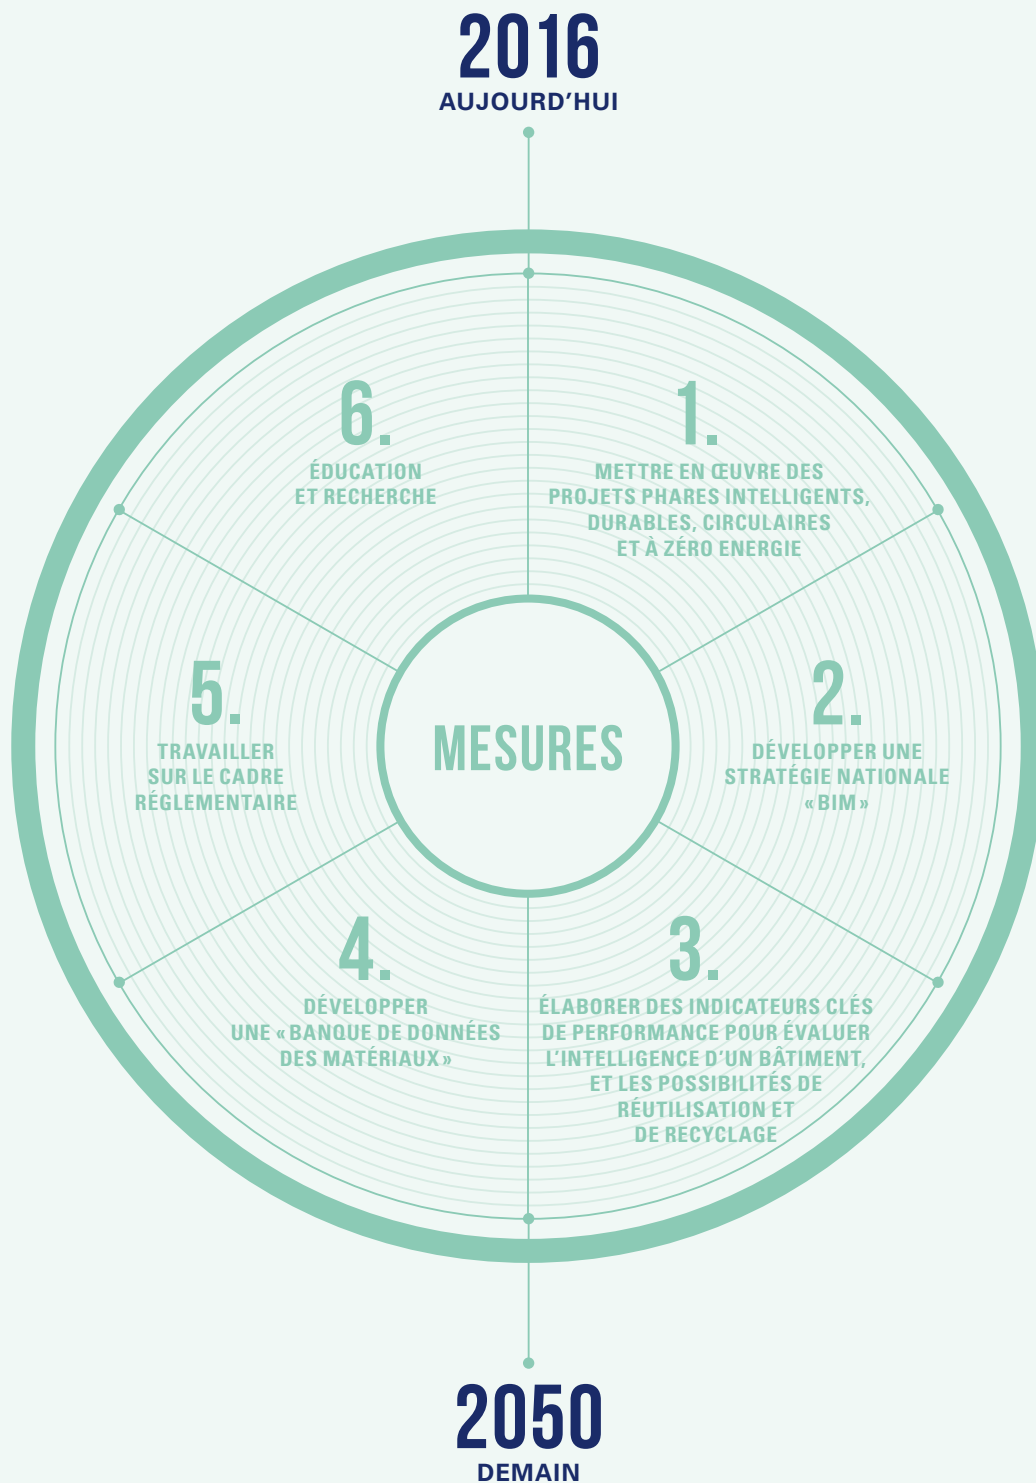 2016
AUJOURD'HUI
1.
METTRE EN ŒUVRE DES
PROJETS PHARES INTELLIGENTS,
DURABLES, CIRCULAIRES
ET À ZÉRO ENERGIE
2.
DÉVELOPPER UNE
STRATÉGIE NATIONALE
«BIM»
3.
ÉLABORER DES INDICATEURS CLÉS
DE PERFORMANCE POUR ÉVALUER
L'INTELLIGENCE D'UN BÂTIMENT,
ET LES POSSIBILITÉS DE
RÉUTILISATION ET
DE RECYCLAGE
4.
DÉVELOPPER
UNE «BANQUE DE DONNÉES
DES MATÉRIAUX»
5.
TRAVAILLER
SUR LE CADRE
RÉGLEMENTAIRE
6.
ÉDUCATION
ET RECHERCHE
MESURES
2050
DEMAIN